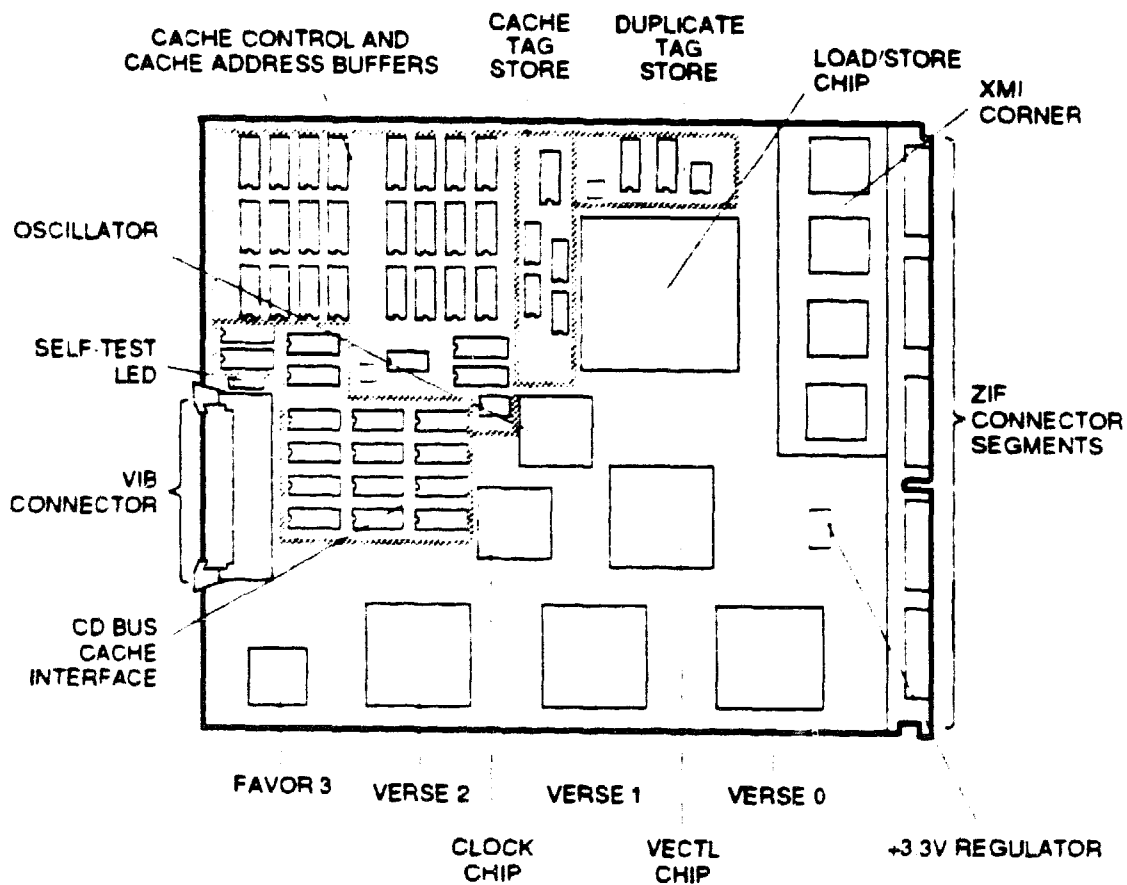 CACHE CONTROL AND
CACHE ADDRESS BUFFERS
CACHE
TAG
STORE
DUPLICATE
TAG
STORE
LOAD/STORE
CHIP
XMI
CORNER
OSCILLATOR
SELF-TEST
LED
VIB
CONNECTOR
ZIF
CONNECTOR
SEGMENTS
CD BUS
CACHE
INTERFACE
FAVOR 3
VERSE 2
VERSE 1
VERSE 0
CLOCK
CHIP
VECTL
CHIP
+3.3V REGULATOR